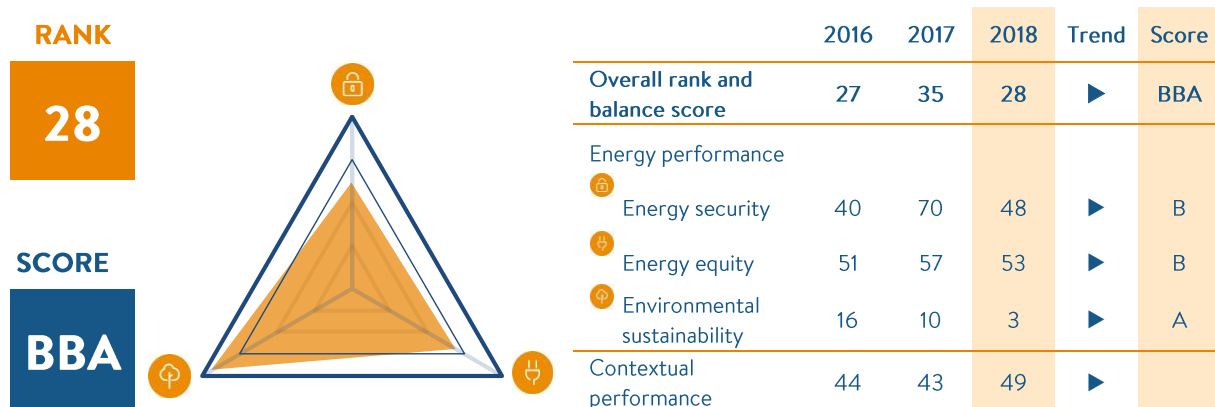 RANK
28
SCORE
BBA
2016 2017 2018 Trend Score
Overall rank and
balance score 27 35 28 BBA
Energy performance
Energy security 40 70 48 B
Energy equity 51 57 53 B
Environmental
sustainability 16 10 3 A
Contextual
performance 44 43 49